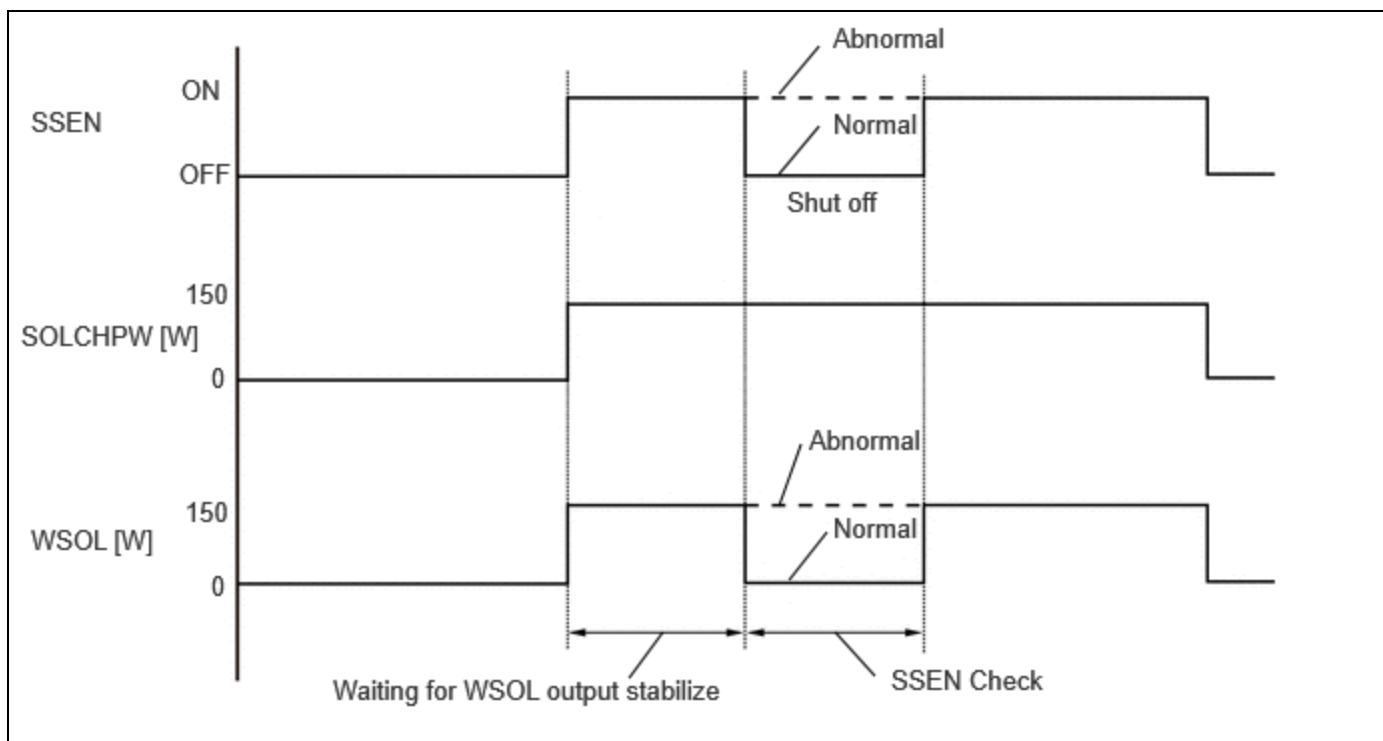 Abnormal
ON
SSEN
Normal
OFF
Shut off
150
SOLCHPW [W]
0
Abnormal
150
WSOL [W]
Normal
0
Waiting for WSOL output stabilize
SSEN Check